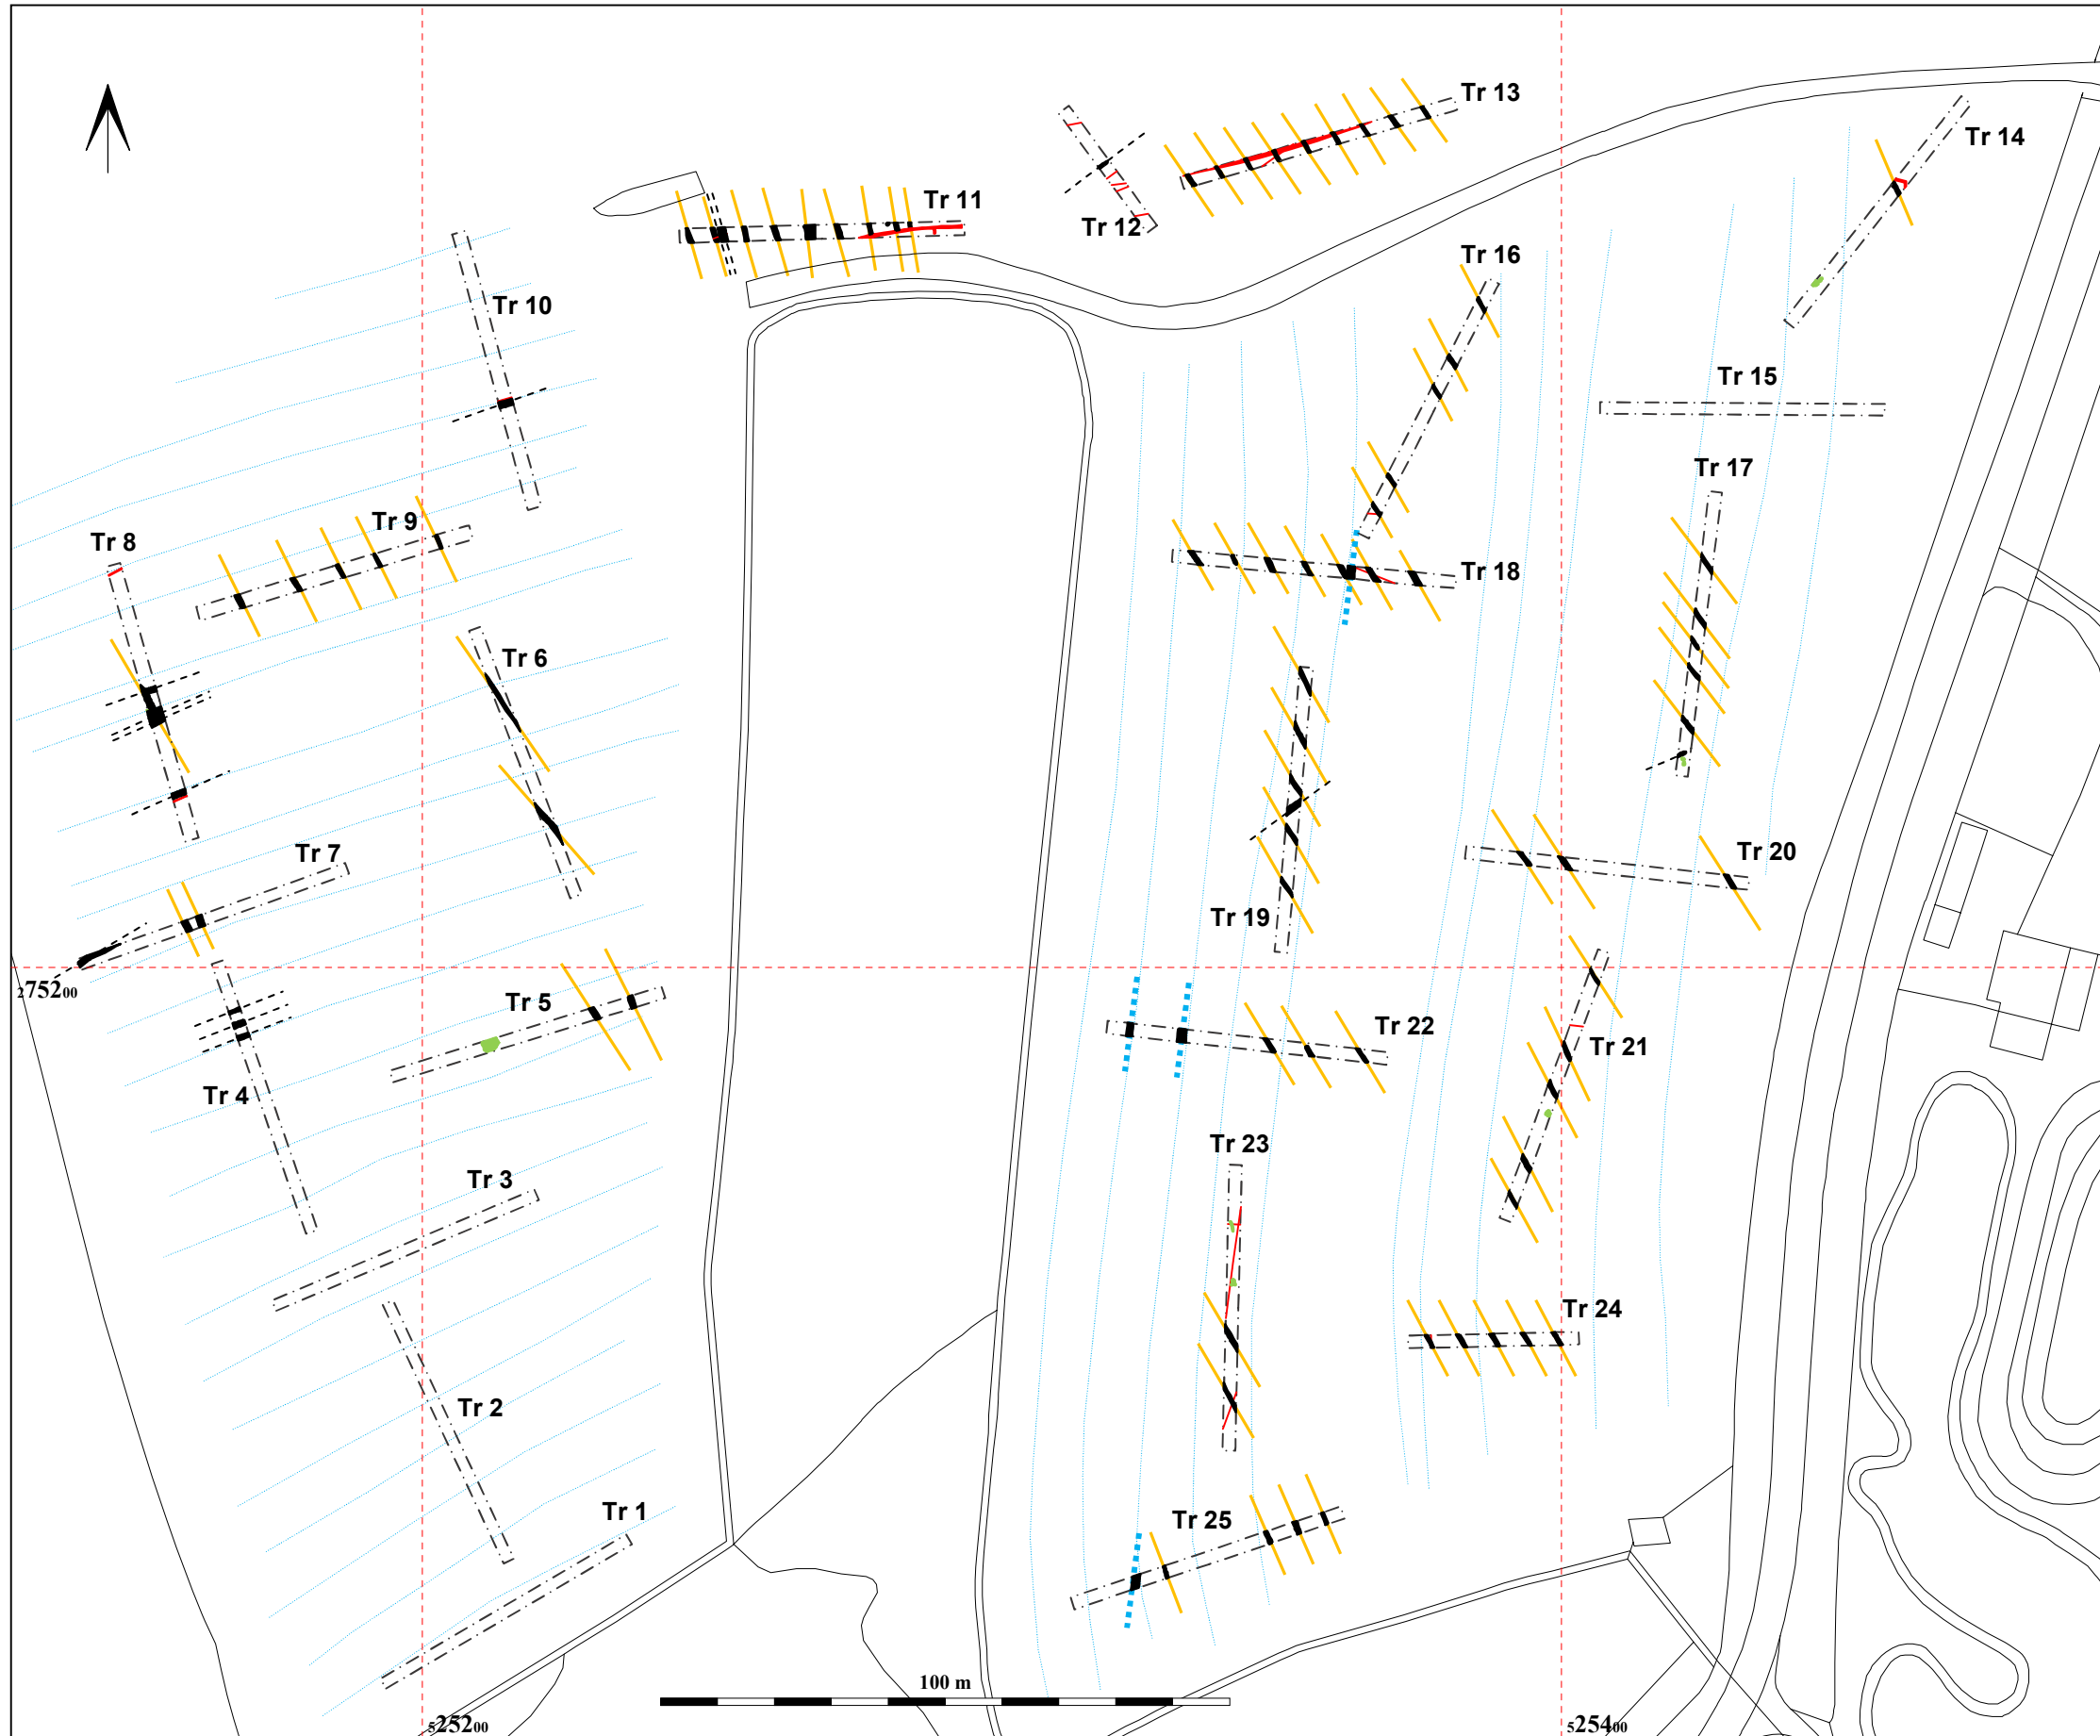 Tr 13
Tr 14
Tr 11
Tr 12
Tr 16
Tr 10
Tr 15
Tr 17
Tr 9
Tr 8
Tr 18
Tr 6
Tr 7
Tr 20
Tr 19
275200
Tr 5
Tr 22
Tr 21
Tr 4
Tr 23
Tr 3
Tr 24
Tr 2
Tr 1
Tr 25
100 m
525200
525400